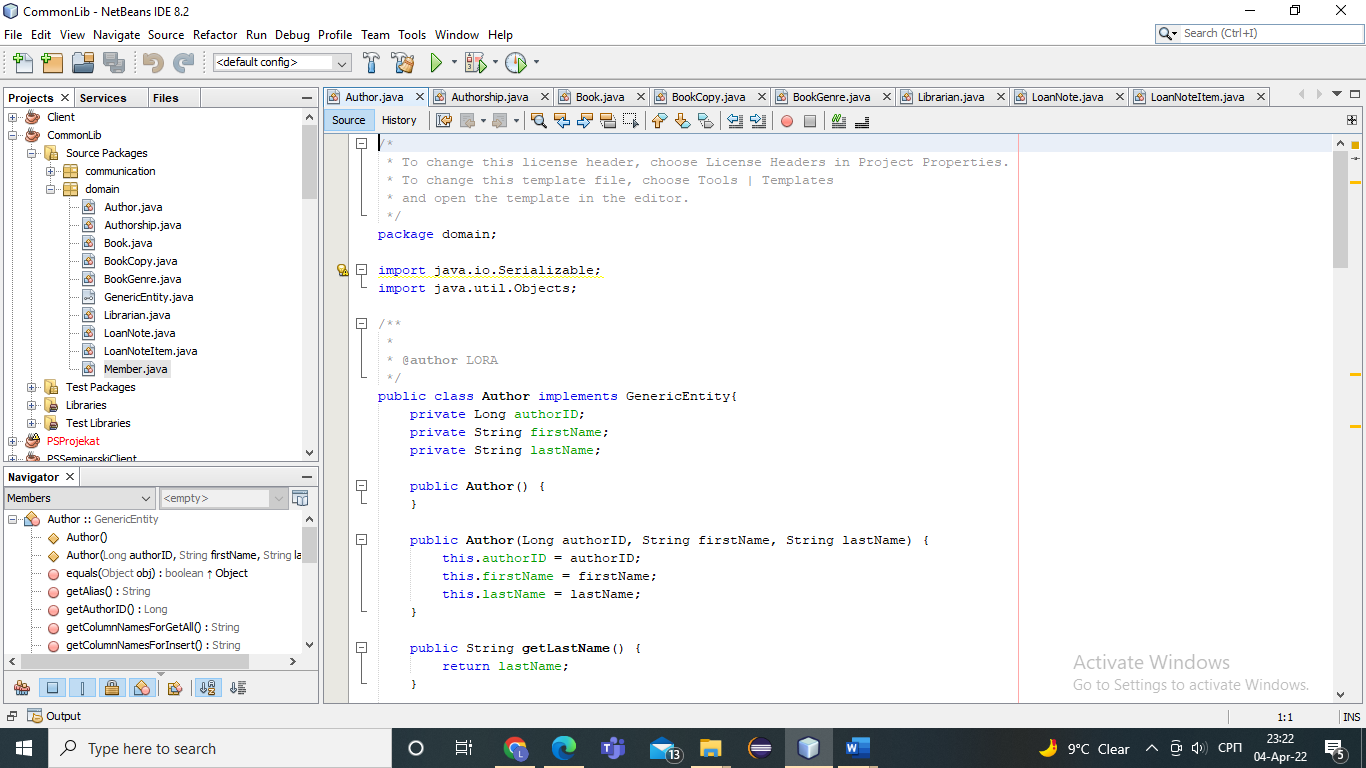 CommonLib - NetBeans IDE 8.2
File Edit View Navigate Source Refactor Run Debug Profile Team Tools Window Help
Search (Ctrl+I)
<default config>
Projects Services Files
Client
CommonLib
Source Packages
communication
domain
Author.java
Authorship.java
Book.java
BookCopy.java
BookGenre.java
GenericEntity.java
Librarian.java
LoanNote.java
LoanNoteItem.java
Member.java
Test Packages
Libraries
Test Libraries
PSProjekat
PSSeminarskiClient
Navigator
Members
<empty>
Author :: GenericEntity
Author()
Author(Long authorID, String firstName, String la
equals(Object obj) : boolean ↑ Object
getAlias() : String
getAuthorID() : Long
getColumnNamesForGetAll() : String
getColumnNamesForInsert() : String
Author.java Authorship.java Book.java BookCopy.java BookGenre.java Librarian.java LoanNote.java LoanNoteItem.java
Source History
/*
* To change this license header, choose License Headers in Project Properties.
* To change this template file, choose Tools | Templates
* and open the template in the editor.
*/
package domain;
import java.io.Serializable;
import java.util.Objects;
/**
*
* @author LORA
*/
public class Author implements GenericEntity{
private Long authorID;
private String firstName;
private String lastName;
public Author() {
}
public Author(Long authorID, String firstName, String lastName) {
this.authorID = authorID;
this.firstName = firstName;
this.lastName = lastName;
}
public String getLastName() {
return lastName;
}
Activate Windows
Go to Settings to activate Windows.
Output
1:1 INS
Type here to search
13
9°C Clear
СРП
23:22
04-Apr-22
5